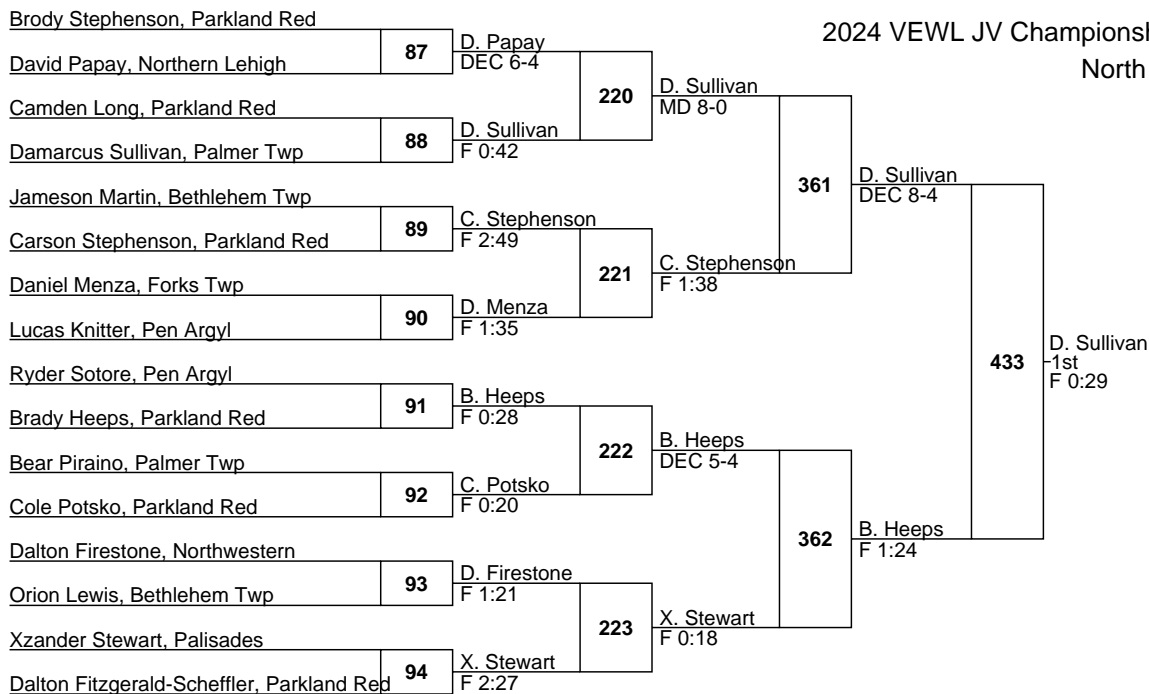 2024 VEWL JV Championsh
North
Brody Stephenson, Parkland Red
87
D. Papay
DEC 6-4
David Papay, Northern Lehigh
220
D. Sullivan
MD 8-0
Camden Long, Parkland Red
88
D. Sullivan
F 0:42
Damarcus Sullivan, Palmer Twp
361
D. Sullivan
DEC 8-4
Jameson Martin, Bethlehem Twp
89
C. Stephenson
F 2:49
Carson Stephenson, Parkland Red
221
C. Stephenson
F 1:38
Daniel Menza, Forks Twp
90
D. Menza
F 1:35
Lucas Knitter, Pen Argyl
433
D. Sullivan
1st
F 0:29
Ryder Sotore, Pen Argyl
91
B. Heeps
F 0:28
Brady Heeps, Parkland Red
222
B. Heeps
DEC 5-4
Bear Piraino, Palmer Twp
92
C. Potsko
F 0:20
Cole Potsko, Parkland Red
362
B. Heeps
F 1:24
Dalton Firestone, Northwestern
93
D. Firestone
F 1:21
Orion Lewis, Bethlehem Twp
223
X. Stewart
F 0:18
Xzander Stewart, Palisades
94
X. Stewart
F 2:27
Dalton Fitzgerald-Scheffler, Parkland Red